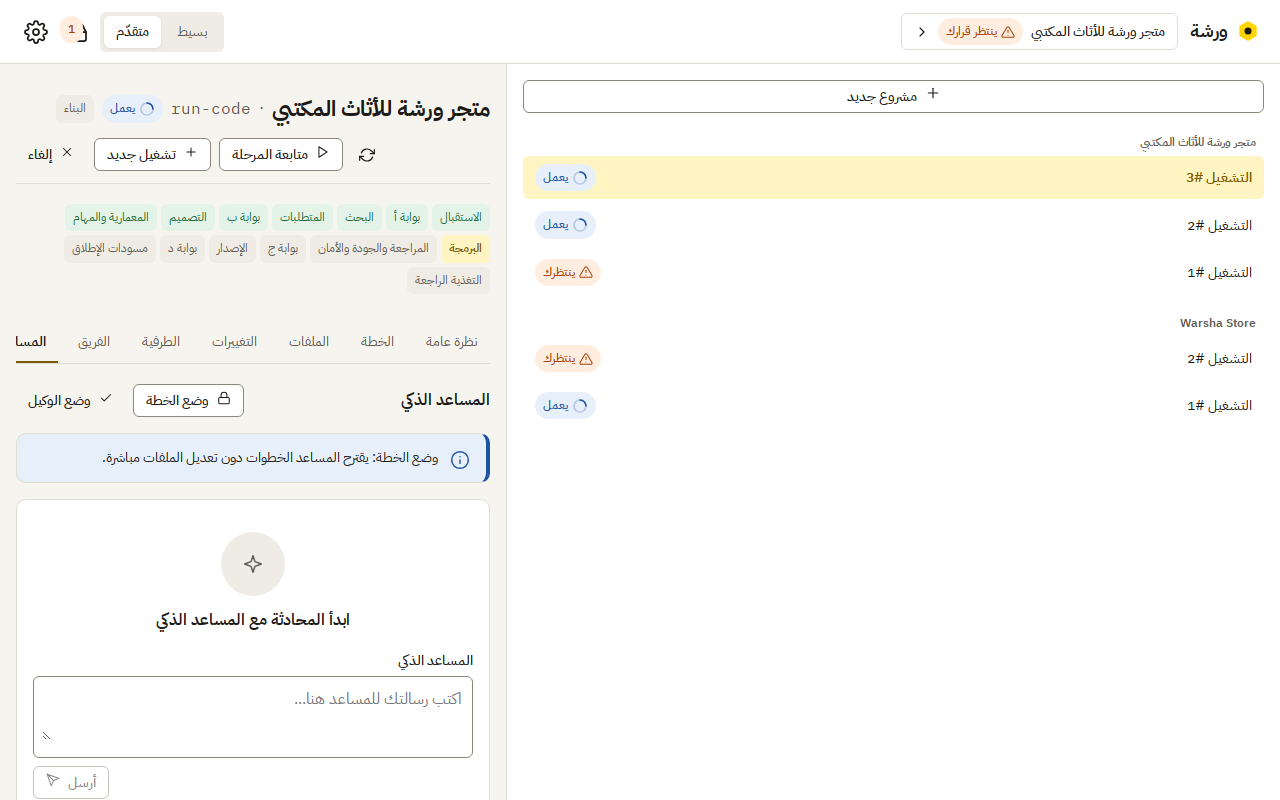 ورشة
متجر ورشة للأثاث المكتبي
ينتظر قرارك
بسيط
متقدّم
1
مشروع جديد
متجر ورشة للأثاث المكتبي
التشغيل #3
يعمل
التشغيل #2
يعمل
التشغيل #1
ينتظرك
Warsha Store
التشغيل #2
ينتظرك
التشغيل #1
يعمل
متجر ورشة للأثاث المكتبي · run-code يعمل البناء
متابعة المرحلة
تشغيل جديد
إلغاء
الاستقبال بوابة أ البحث المتطلبات بوابة ب التصميم المعمارية والمهام
البرمجة المراجعة والجودة والأمان بوابة ج الإصدار بوابة د مسودات الإطلاق
التغذية الراجعة
نظرة عامة الخطة الملفات التغييرات الطرفية الفريق المسا
المساعد الذكي
وضع الخطة
وضع الوكيل
وضع الخطة: يقترح المساعد الخطوات دون تعديل الملفات مباشرة.
ابدأ المحادثة مع المساعد الذكي
المساعد الذكي
اكتب رسالتك للمساعد هنا...
أرسل